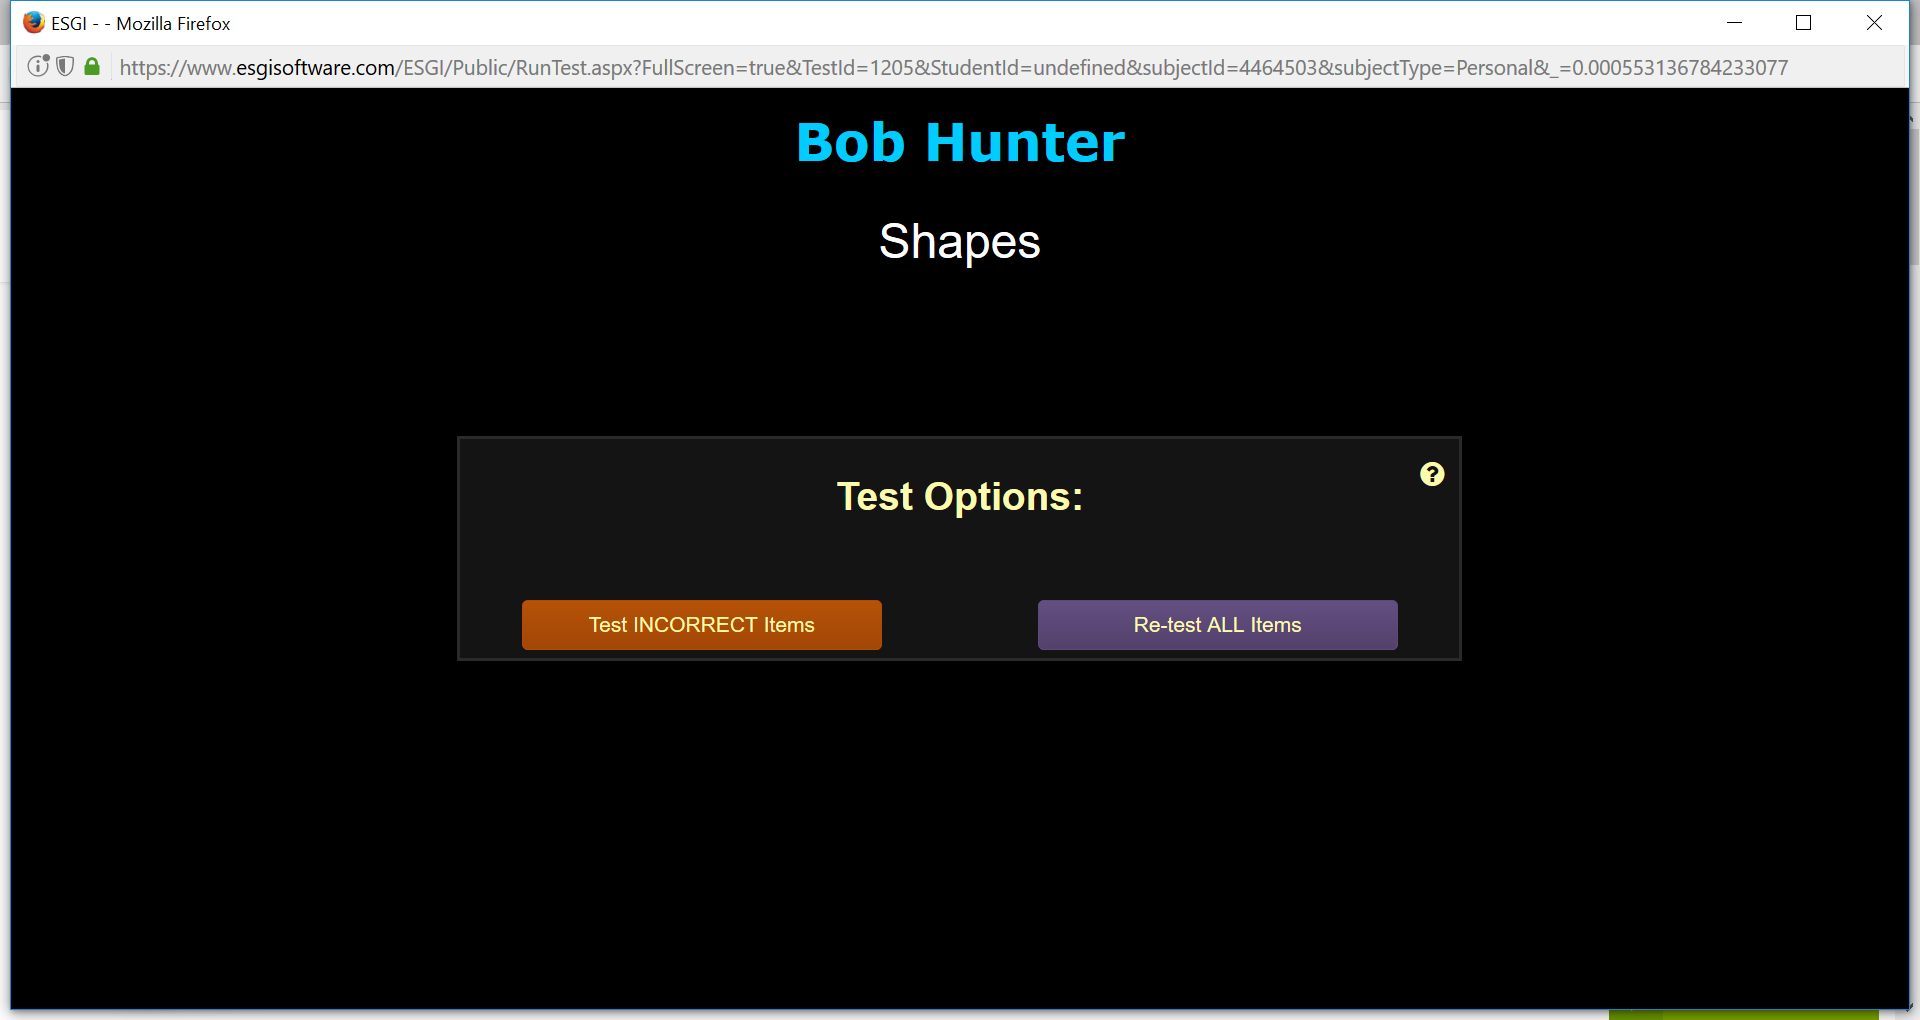 ESGI - - Mozilla Firefox
https://www.esgisoftware.com/ESGI/Public/RunTest.aspx?FullScreen=true&TestId=1205&StudentId=undefined&subjectId=4464503&subjectType=Personal&_=0.000553136784233077
Bob Hunter
Shapes
?
Test Options:
Test INCORRECT Items
Re-test ALL Items